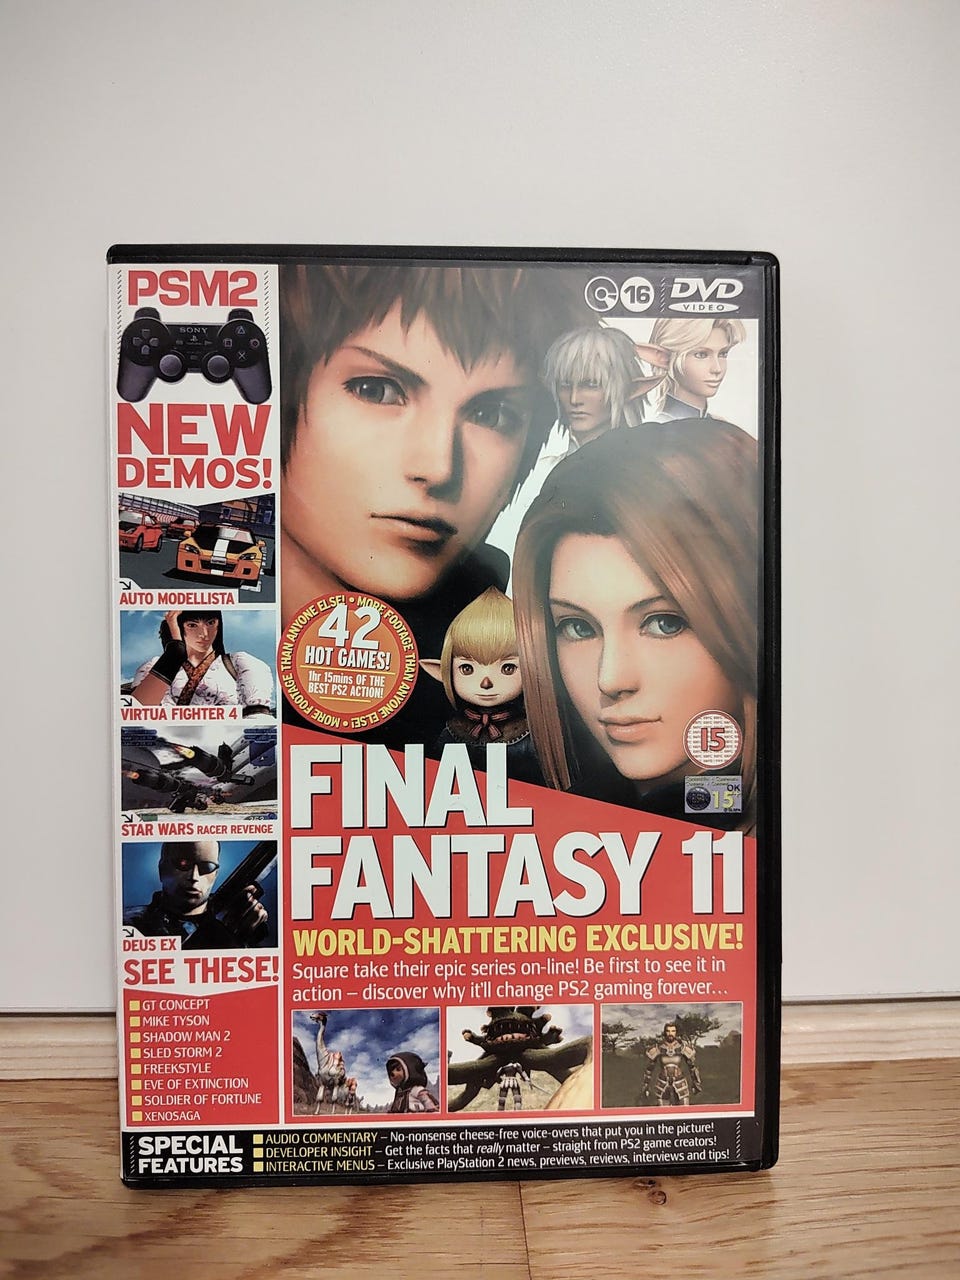 PSM2
SONY
NEW
DEMOS!
AUTO MODELLISTA
VIRTUA FIGHTER 4
STAR WARS RACER REVENGE
DEUS EX
SEE THESE!
GT CONCEPT
MIKE TYSON
SHADOW MAN 2
SLED STORM 2
FREEKSTYLE
EVE OF EXTINCTION
SOLDIER OF FORTUNE
XENOSAGA
16
DVD
VIDEO
MORE FOOTAGE THAN ANYONE ELSE! • MORE FOOTAGE THAN ANYONE ELSE! •
42
HOT GAMES!
1hr 15mins OF THE
BEST PS2 ACTION!
15
OK
15
FINAL
FANTASY 11
WORLD-SHATTERING EXCLUSIVE!
Square take their epic series on-line! Be first to see it in
action – discover why it'll change PS2 gaming forever...
SPECIAL
FEATURES
AUDIO COMMENTARY – No-nonsense cheese-free voice-overs that put you in the picture!
DEVELOPER INSIGHT – Get the facts that really matter – straight from PS2 game creators!
INTERACTIVE MENUS – Exclusive PlayStation 2 news, previews, reviews, interviews and tips!